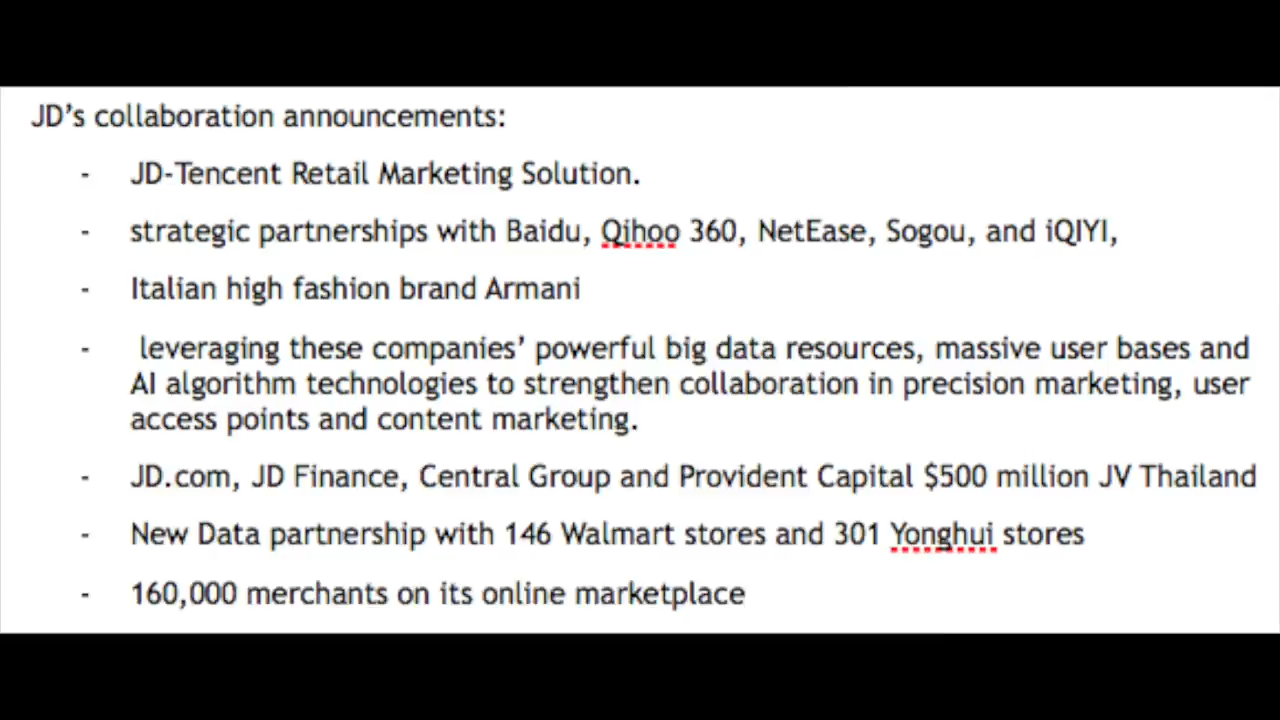 JD’s collaboration announcements:
- JD-Tencent Retail Marketing Solution.
- strategic partnerships with Baidu, Qihoo 360, NetEase, Sogou, and iQIYI,
- Italian high fashion brand Armani
- leveraging these companies’ powerful big data resources, massive user bases and
AI algorithm technologies to strengthen collaboration in precision marketing, user
access points and content marketing.
- JD.com, JD Finance, Central Group and Provident Capital $500 million JV Thailand
- New Data partnership with 146 Walmart stores and 301 Yonghui stores
- 160,000 merchants on its online marketplace